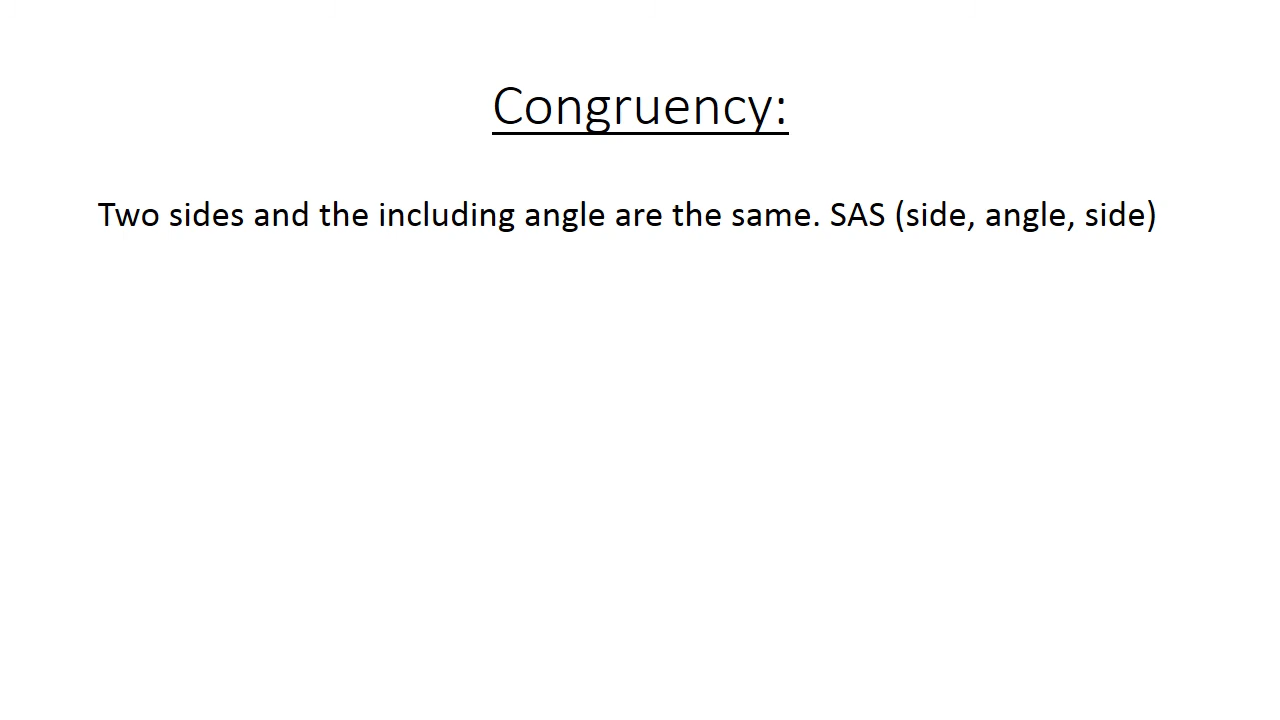 Congruency:
Two sides and the including angle are the same. SAS (side, angle, side)